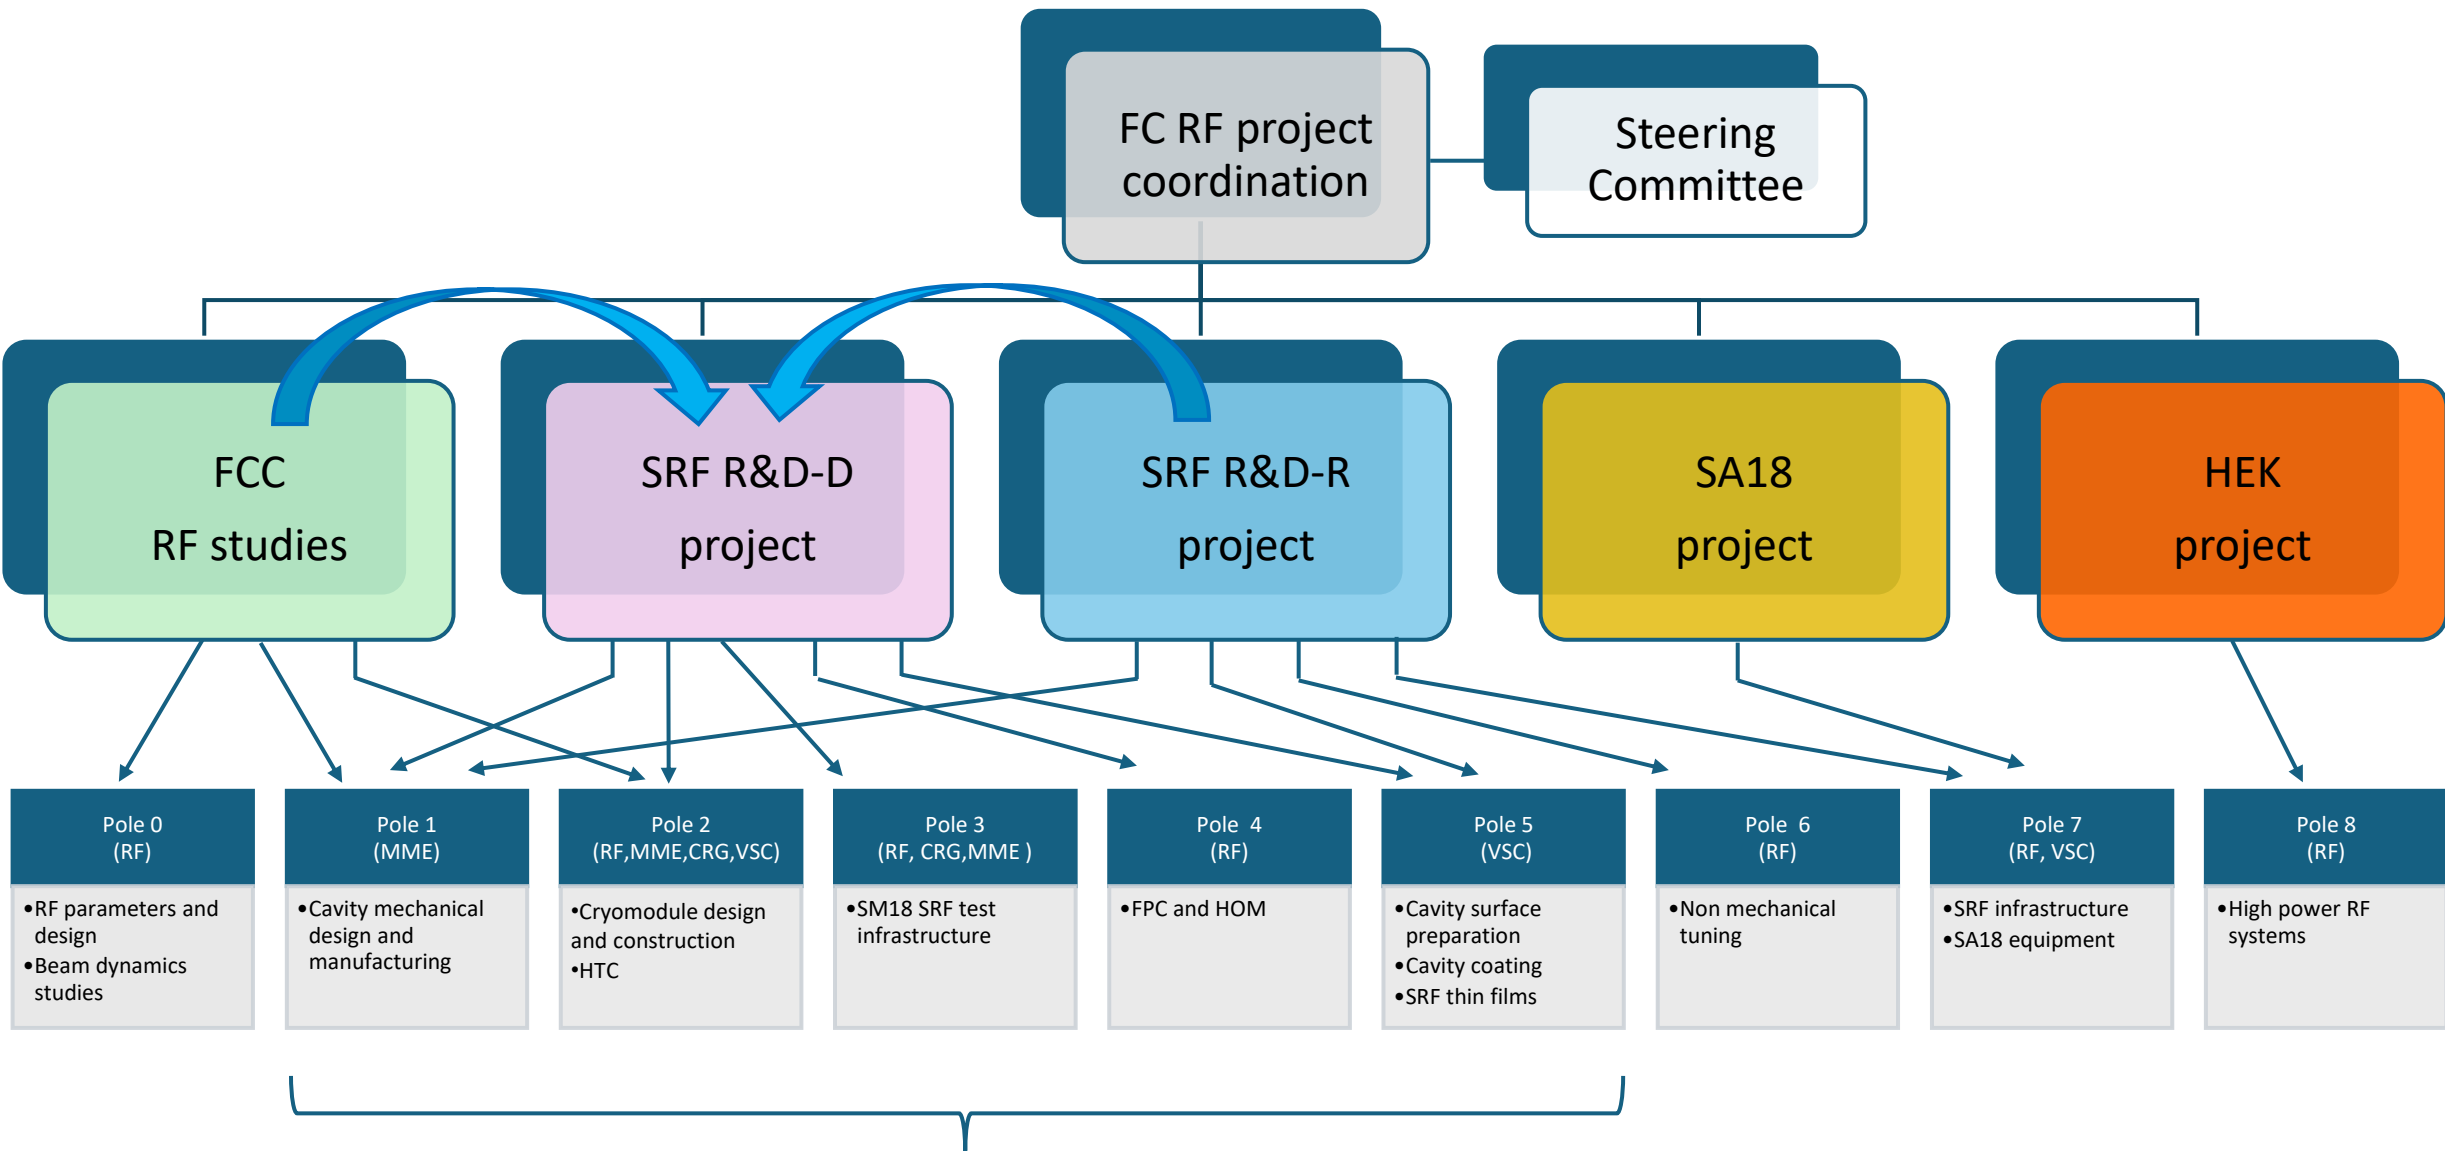 FC RF project
coordination
Steering
Committee
FCC
RF studies
SRF R&D-D
project
SRF R&D-R
project
SA18
project
HEK
project
Pole 0
(RF)
•RF parameters and
design
•Beam dynamics
studies
Pole 1
(MME)
•Cavity mechanical
design and
manufacturing
Pole 2
(RF,MME,CRG,VSC)
•Cryomodule design
and construction
•HTC
Pole 3
(RF, CRG,MME )
•SM18 SRF test
infrastructure
Pole  4
(RF)
•FPC and HOM
Pole 5
(VSC)
•Cavity surface
preparation
•Cavity coating
•SRF thin films
Pole  6
(RF)
•Non mechanical
tuning
Pole 7
(RF, VSC)
•SRF infrastructure
•SA18 equipment
Pole 8
(RF)
•High power RF
systems